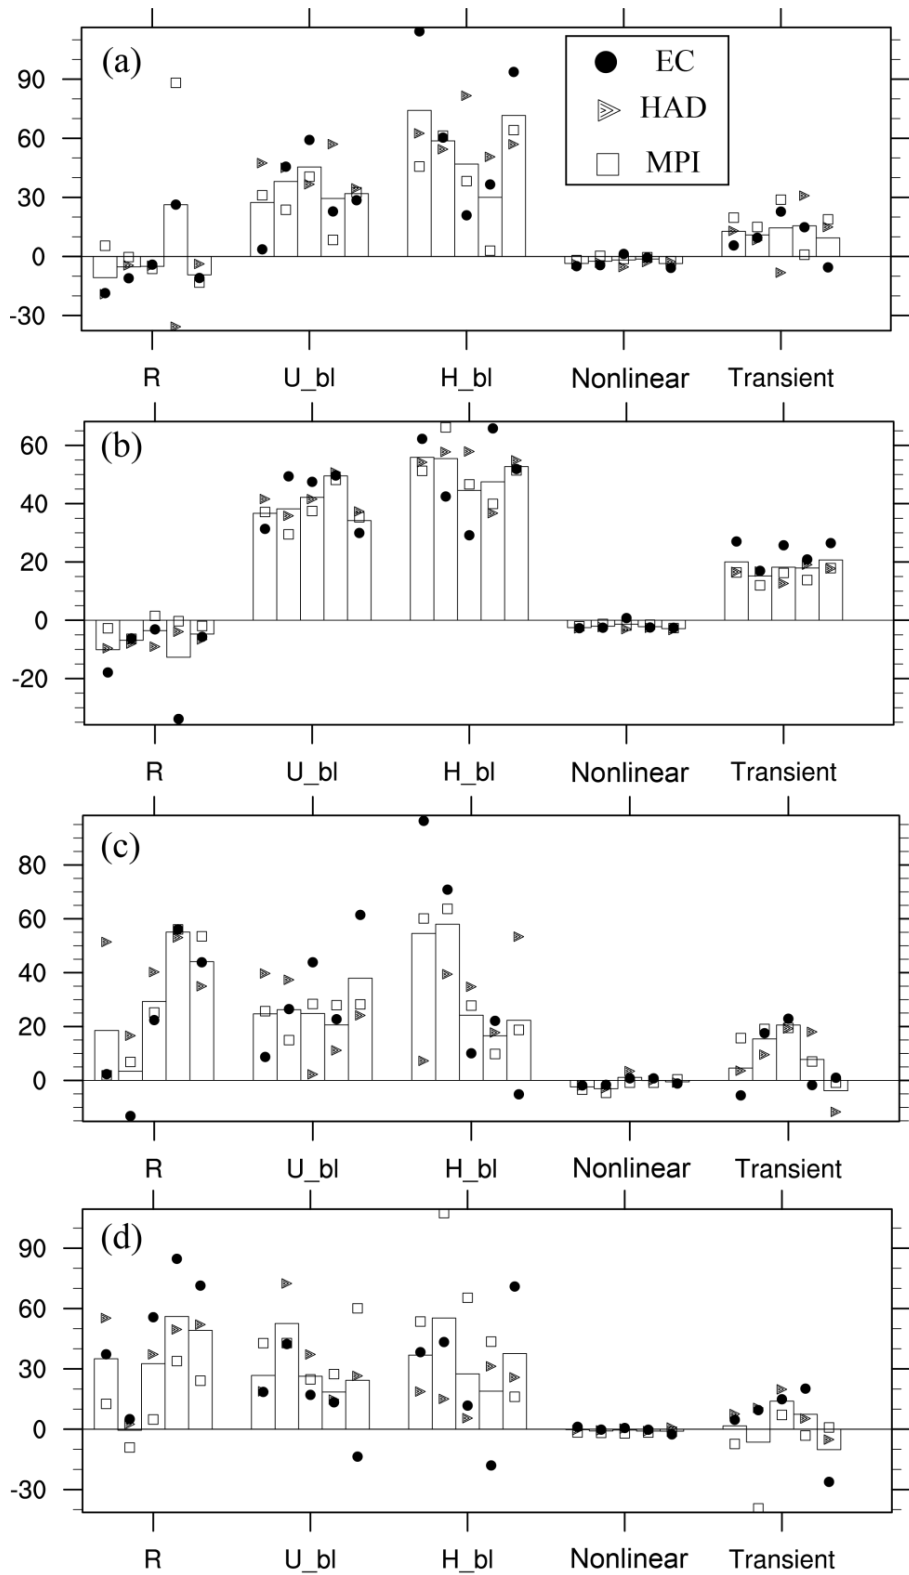 (a)
EC
HAD
MPI
90
60
30
0
-30
R U_bl H_bl Nonlinear Transient
(b)
60
40
20
0
-20
R U_bl H_bl Nonlinear Transient
(c)
80
60
40
20
0
R U_bl H_bl Nonlinear Transient
(d)
90
60
30
0
-30
R U_bl H_bl Nonlinear Transient